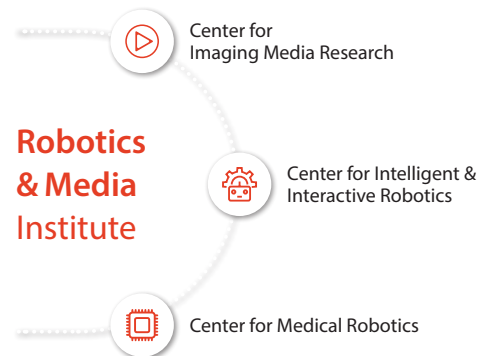 Center for
Imaging Media Research
Robotics
& Media
Institute
Center for Intelligent &
Interactive Robotics
Center for Medical Robotics